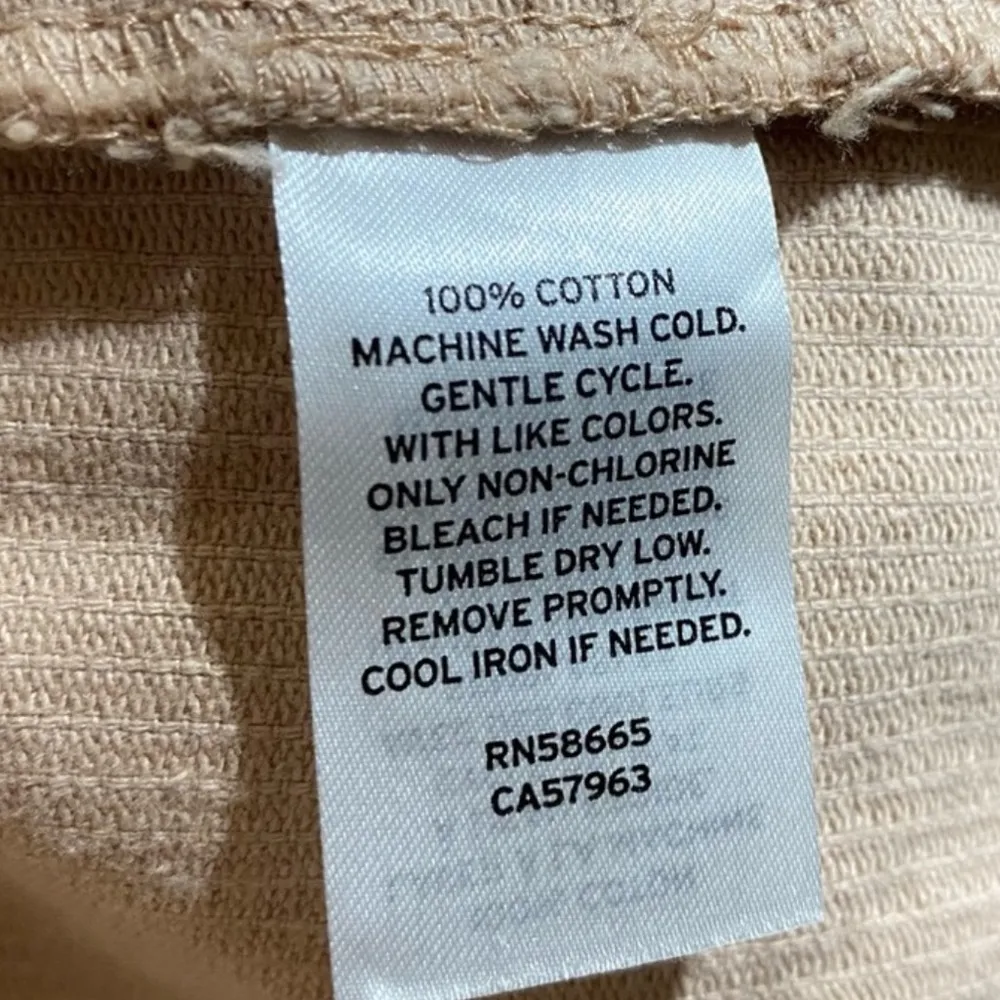 100% COTTON
MACHINE WASH COLD.
GENTLE CYCLE.
WITH LIKE COLORS.
ONLY NON-CHLORINE
BLEACH IF NEEDED.
TUMBLE DRY LOW.
REMOVE PROMPTLY.
COOL IRON IF NEEDED.
RN58665
CA57963